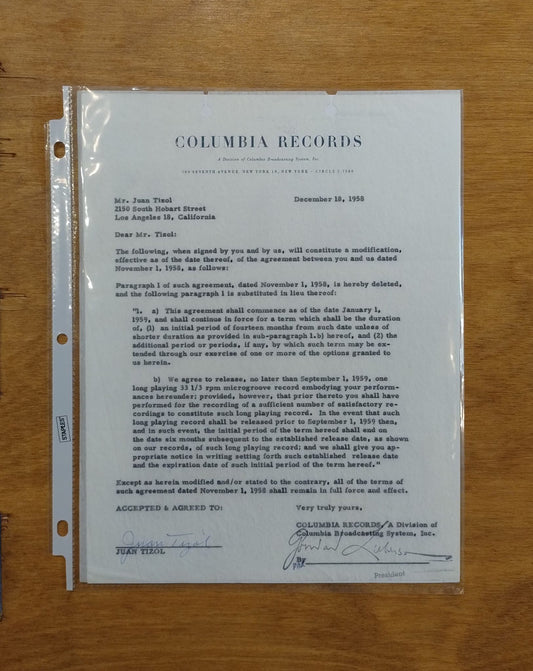 COLUMBIA RECORDS
A Division of Columbia Broadcasting System, Inc.
799 SEVENTH AVENUE, NEW YORK 19, NEW YORK - CIRCLE 5-7300
Mr. Juan Tizol December 18, 1958
2150 South Hobart Street
Los Angeles 18, California
Dear Mr. Tizol:
The following, when signed by you and by us, will constitute a modification,
effective as of the date thereof, of the agreement between you and us dated
November 1, 1958, as follows:
Paragraph 1 of such agreement, dated November 1, 1958, is hereby deleted,
and the following paragraph 1 is substituted in lieu thereof:
"1. a) This agreement shall commence as of the date January 1,
1959, and shall continue in force for a term which shall be the duration
of, (1) an initial period of fourteen months from such date unless of
shorter duration as provided in sub-paragraph 1.b) hereof, and (2) the
additional period or periods, if any, by which such term may be ex-
tended through our exercise of one or more of the options granted to
us herein.
b) We agree to release, no later than September 1, 1959, one
long playing 33 1/3 rpm microgroove record embodying your perform-
ances hereunder; provided, however, that prior thereto you shall have
performed for the recording of a sufficient number of satisfactory re-
cordings to constitute such long playing record. In the event that such
long playing record shall be released prior to September 1, 1959 then,
and in such event, the initial period of the term hereof shall end on
the date six months subsequent to the established release date, as shown
on our records, of such long playing record; and we shall give you ap-
propriate notice in writing setting forth such established release date
and the expiration date of such initial period of the term hereof."
Except as herein modified and/or stated to the contrary, all of the terms of
such agreement dated November 1, 1958 shall remain in full force and effect.
ACCEPTED & AGREED TO: Very truly yours,
COLUMBIA RECORDS, A Division of
Columbia Broadcasting System, Inc.
Juan Tizol
JUAN TIZOL
Goddard Lieberson
By
President
STAPLES